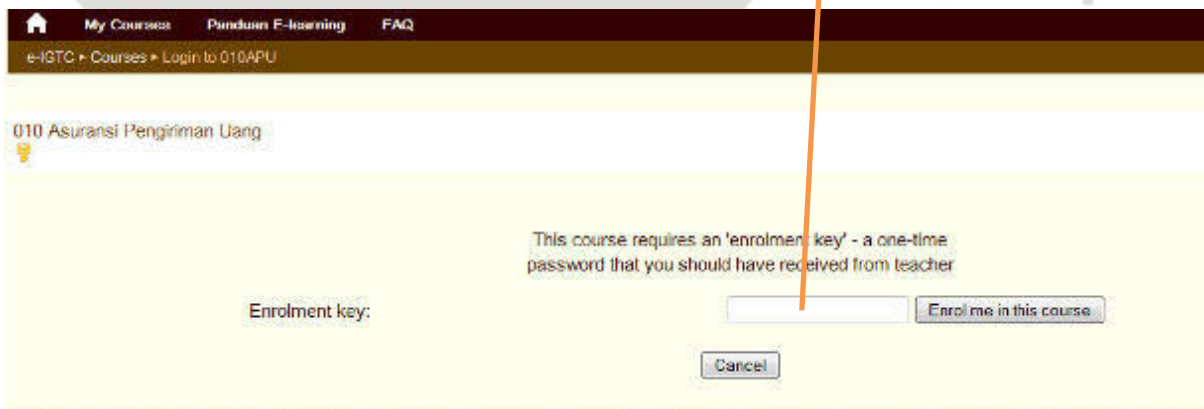 My Courses Panduan E-learning FAQ
e-IGTC ▸ Courses ▸ Login to 010APU
010 Asuransi Pengiriman Uang
This course requires an 'enrolment key' - a one-time
password that you should have received from teacher
Enrolment key: Enrol me in this course
Cancel